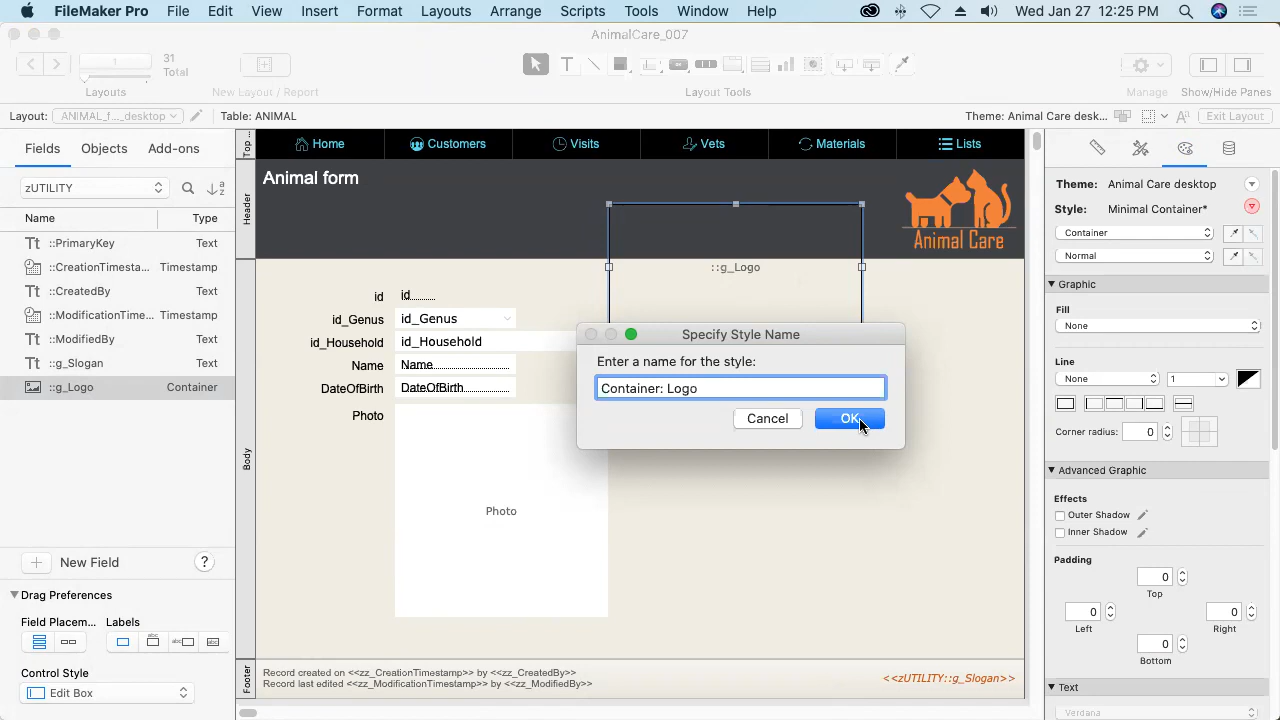 FileMaker Pro File Edit View Insert Format Layouts Arrange Scripts Tools Window Help Wed Jan 27 12:25 PM
AnimalCare_007
1
31
Total
Layouts
New Layout / Report
Layout Tools
Manage
Show/Hide Panes
Layout: ANIMAL_f..._desktop Table: ANIMAL
Theme: Animal Care desk...
Exit Layout
Fields Objects Add-ons
zUTILITY
Name Type
::PrimaryKey Text
::CreationTimesta... Timestamp
::CreatedBy Text
::ModificationTime... Timestamp
::ModifiedBy Text
::g_Slogan Text
::g_Logo Container
New Field ?
Drag Preferences
Field Placem... Labels
abc
abc
abc
Control Style
Edit Box
Top ...
Header
Body
Footer
Home Customers Visits Vets Materials Lists
Animal form
Animal Care
::g_Logo
id id
id_Genus id_Genus
id_Household id_Household
Name Name
DateOfBirth DateOfBirth
Photo
Photo
Specify Style Name
Enter a name for the style:
Container: Logo
Cancel OK
Record created on <<zz_CreationTimestamp>> by <<zz_CreatedBy>>
Record last edited <<zz_ModificationTimestamp>> by <<zz_ModifiedBy>>
<<zUTILITY::g_Slogan>>
Theme: Animal Care desktop
Style: Minimal Container*
Container
Normal
Graphic
Fill
None
Line
None 1
Corner radius: 0
Advanced Graphic
Effects
Outer Shadow
Inner Shadow
Padding
0
Top
0 0
Left Right
0
Bottom
Text
Verdana